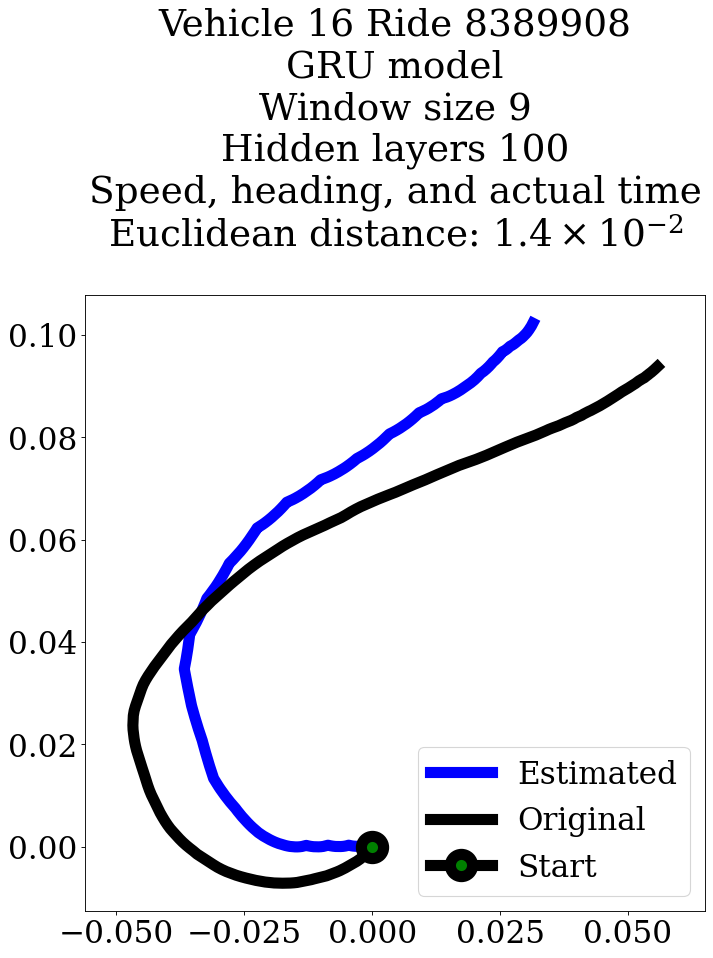 Vehicle 16 Ride 8389908
GRU model
Window size 9
Hidden layers 100
Speed, heading, and actual time
Euclidean distance: 1.4 × 10⁻²
0.10
0.08
0.06
0.04
0.02
0.00
Estimated
Original
Start
−0.050 −0.025 0.000 0.025 0.050